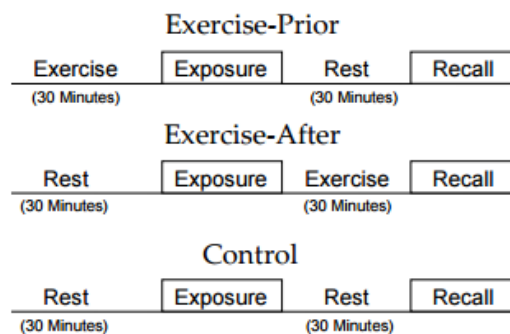 Exercise-Prior
Exercise Exposure Rest Recall
(30 Minutes) (30 Minutes)
Exercise-After
Rest Exposure Exercise Recall
(30 Minutes) (30 Minutes)
Control
Rest Exposure Rest Recall
(30 Minutes) (30 Minutes)